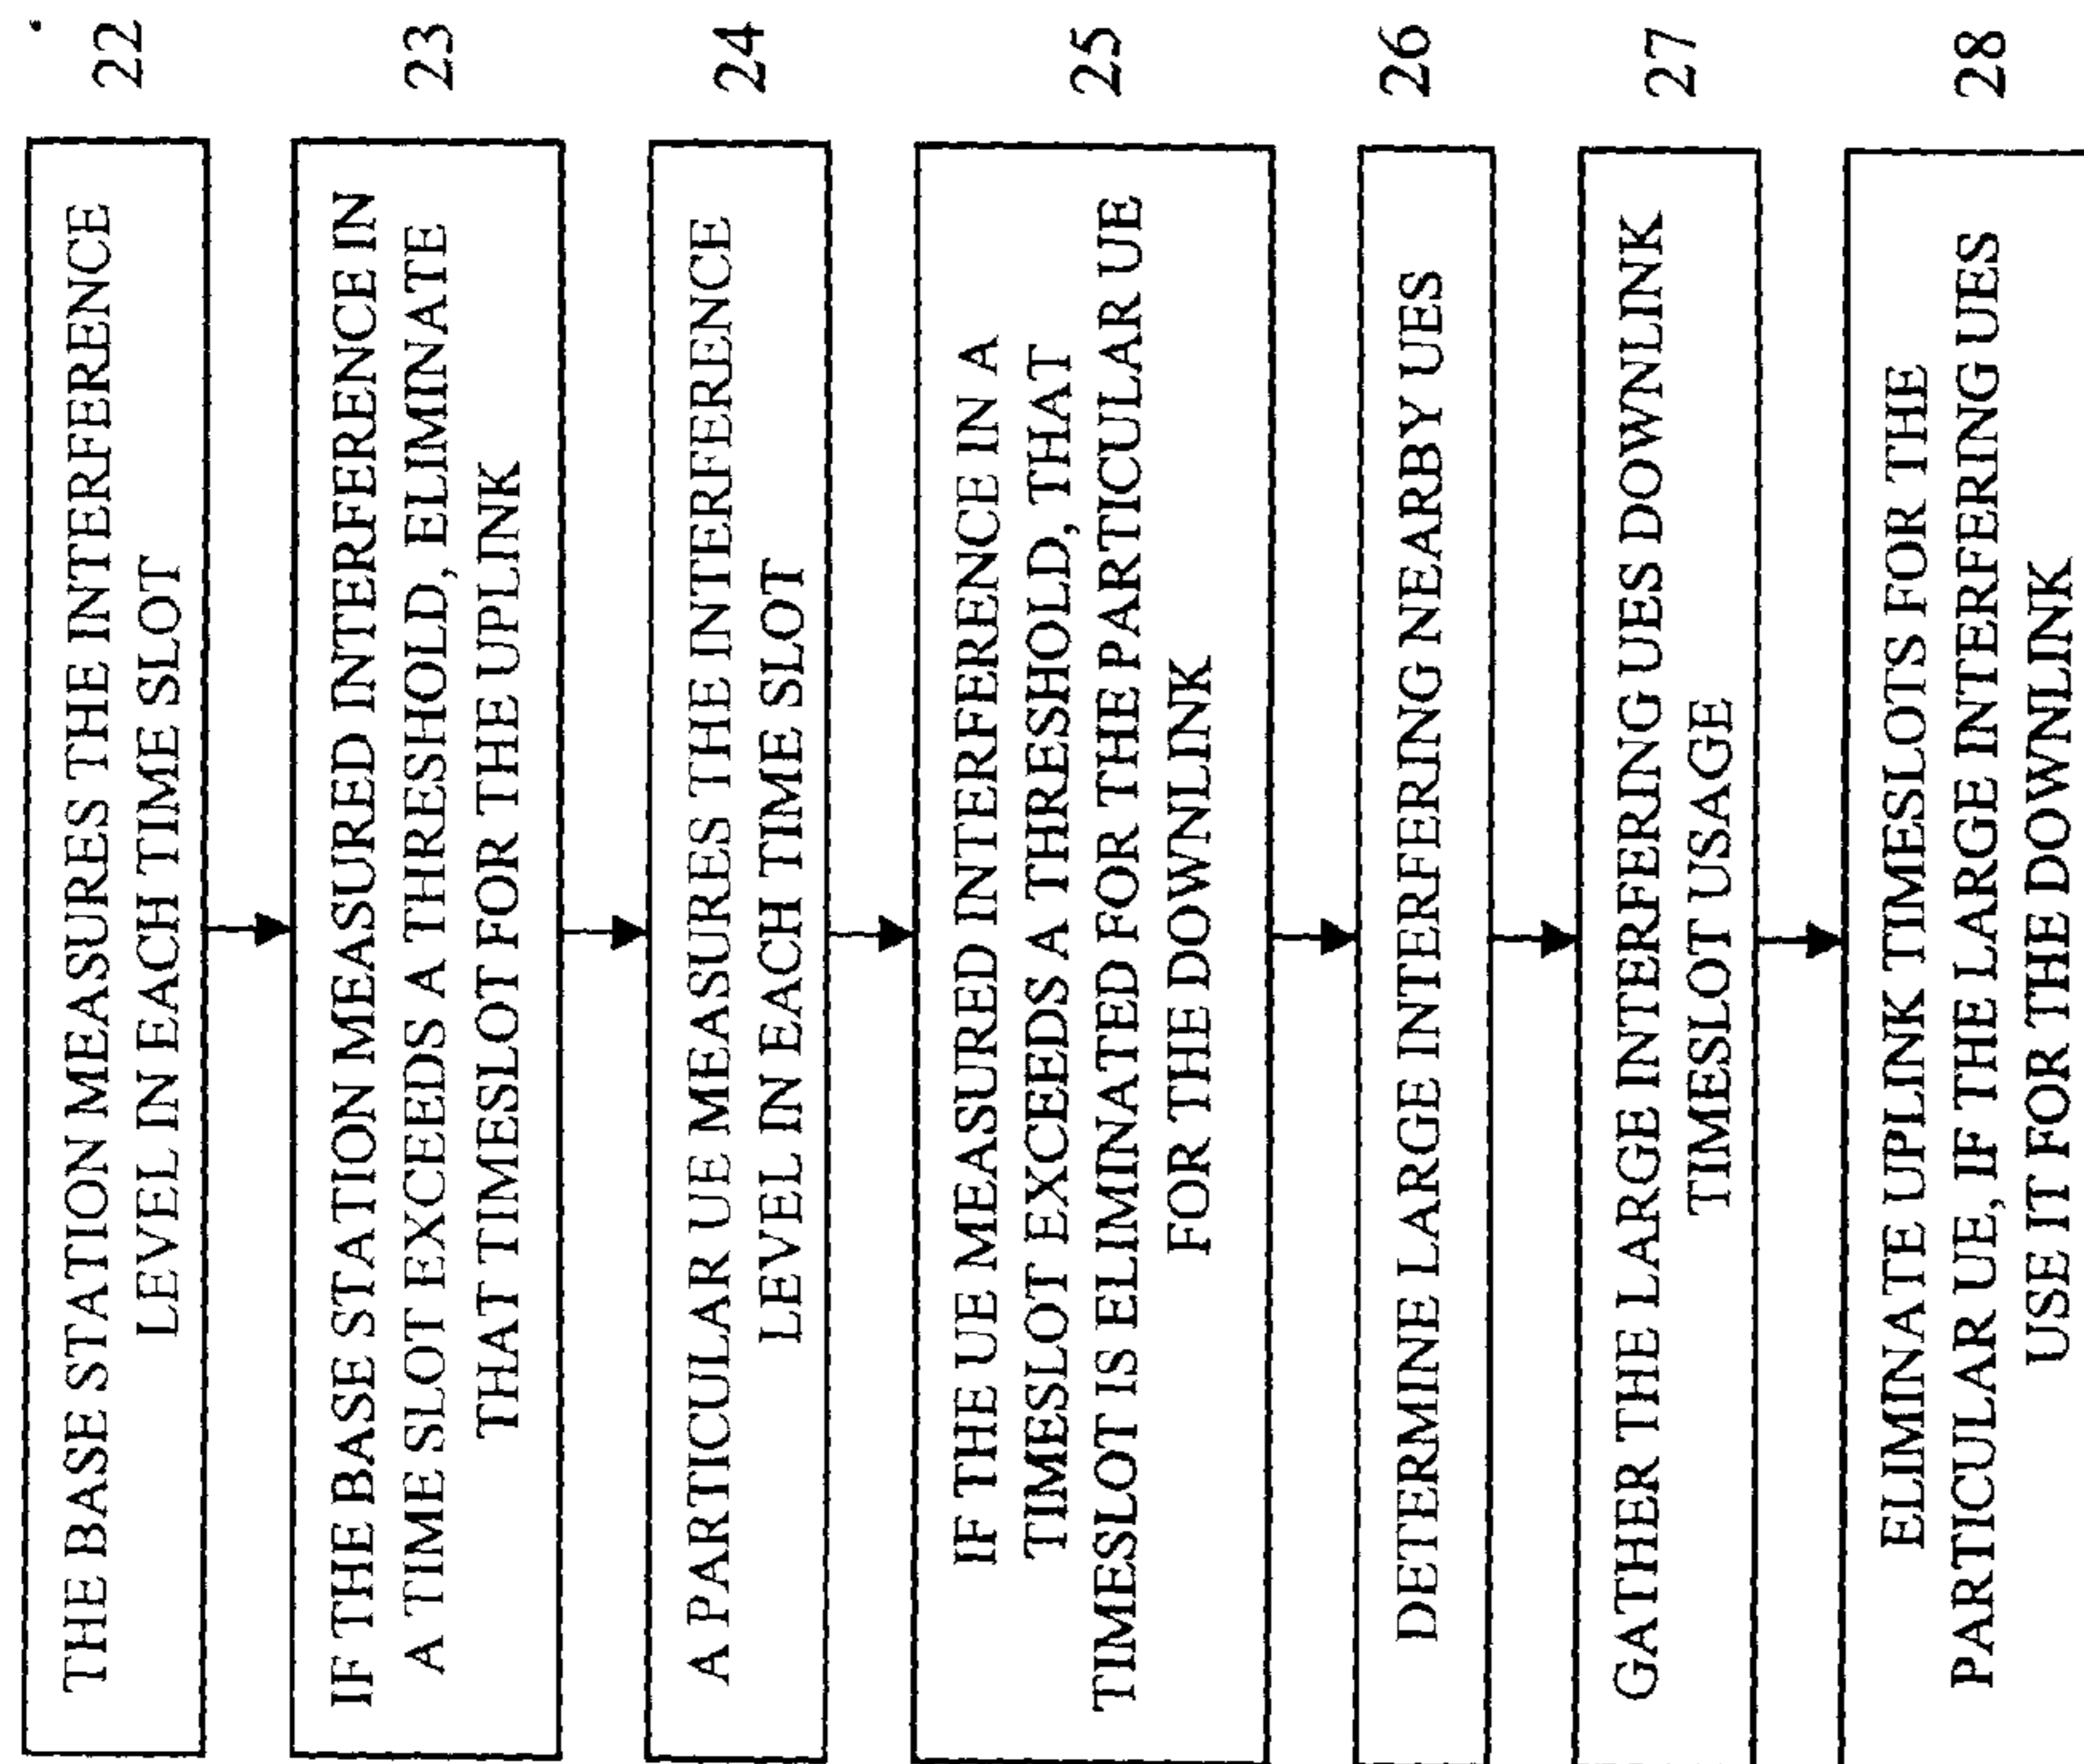 THE BASE STATION MEASURES THE INTERFERENCE
LEVEL IN EACH TIME SLOT
22
IF THE BASE STATION MEASURED INTERFERENCE IN
A TIME SLOT EXCEEDS A THRESHOLD, ELIMINATE
THAT TIMESLOT FOR THE UPLINK
23
A PARTICULAR UE MEASURES THE INTERFERENCE
LEVEL IN EACH TIME SLOT
24
IF THE UE MEASURED INTERFERENCE IN A
TIMESLOT EXCEEDS A THRESHOLD, THAT
TIMESLOT IS ELIMINATED FOR THE PARTICULAR UE
FOR THE DOWNLINK
25
DETERMINE LARGE INTERFERING NEARBY UES
26
GATHER THE LARGE INTERFERING UES DOWNLINK
TIMESLOT USAGE
27
ELIMINATE UPLINK TIMESLOTS FOR THE
PARTICULAR UE, IF THE LARGE INTERFERING UES
USE IT FOR THE DOWNLINK
28